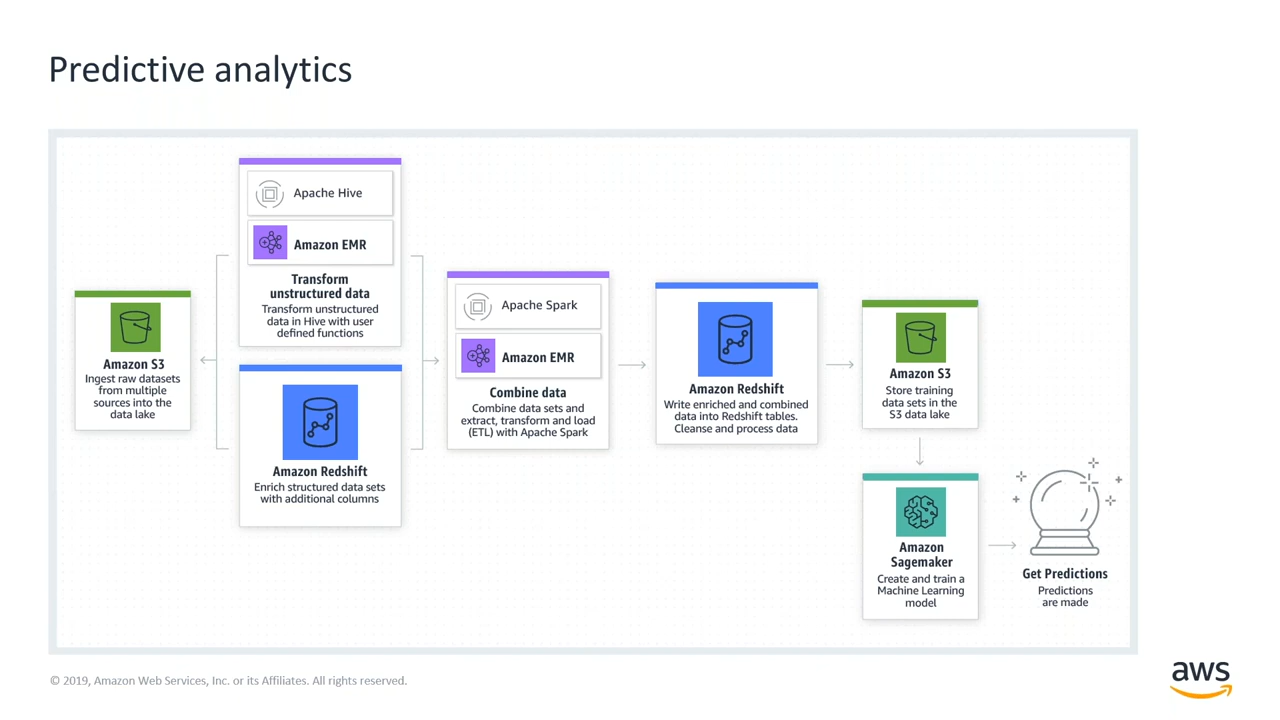 Predictive analytics
Amazon S3
Ingest raw datasets
from multiple
sources into the
data lake
Apache Hive
Amazon EMR
Transform
unstructured data
Transform unstructured
data in Hive with user
defined functions
Amazon Redshift
Enrich structured data sets
with additional columns
Apache Spark
Amazon EMR
Combine data
Combine data sets and
extract, transform and load
(ETL) with Apache Spark
Amazon Redshift
Write enriched and combined
data into Redshift tables.
Cleanse and process data
Amazon S3
Store training
data sets in the
S3 data lake
Amazon
Sagemaker
Create and train a
Machine Learning
model
Get Predictions
Predictions
are made
© 2019, Amazon Web Services, Inc. or its Affiliates. All rights reserved.
aws